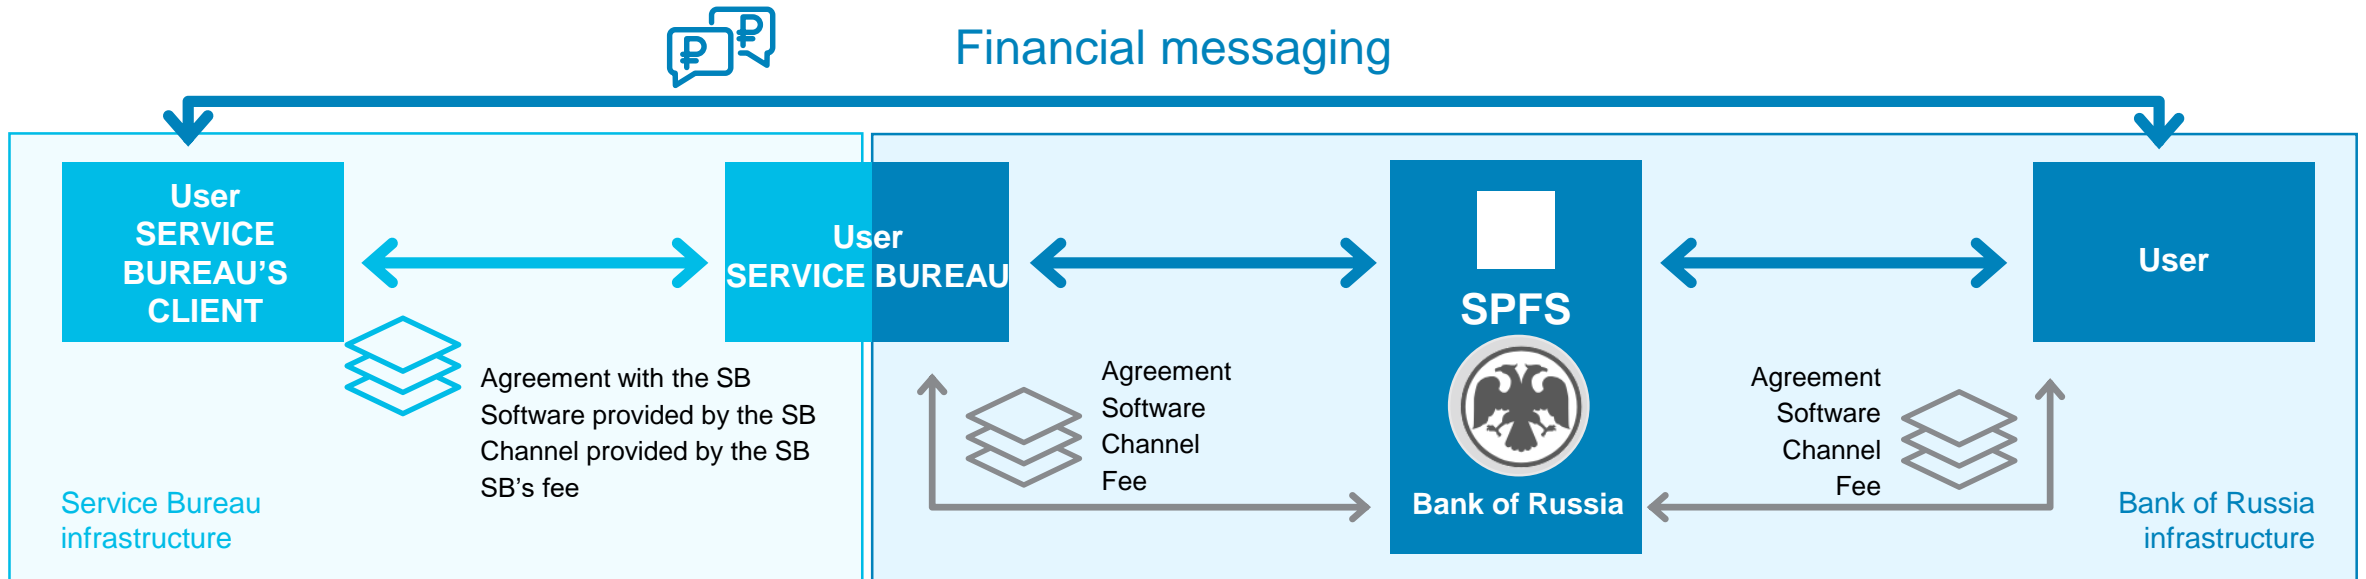 Financial messaging
User
SERVICE
BUREAU’S
CLIENT
User
SERVICE BUREAU
SPFS
Bank of Russia
User
Agreement with the SB
Software provided by the SB
Channel provided by the SB
SB’s fee
Agreement
Software
Channel
Fee
Agreement
Software
Channel
Fee
Service Bureau
infrastructure
Bank of Russia
infrastructure